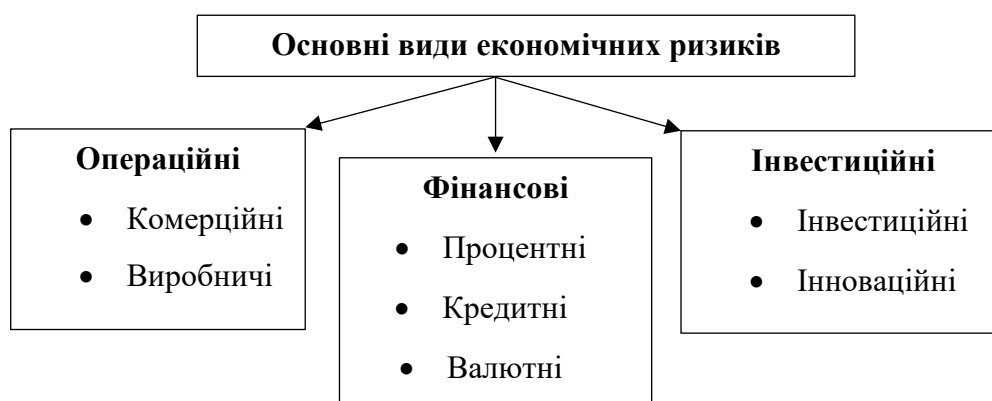 Основні види економічних ризиків
Операційні
• Комерційні
• Виробничі
Фінансові
• Процентні
• Кредитні
• Валютні
Інвестиційні
• Інвестиційні
• Інноваційні